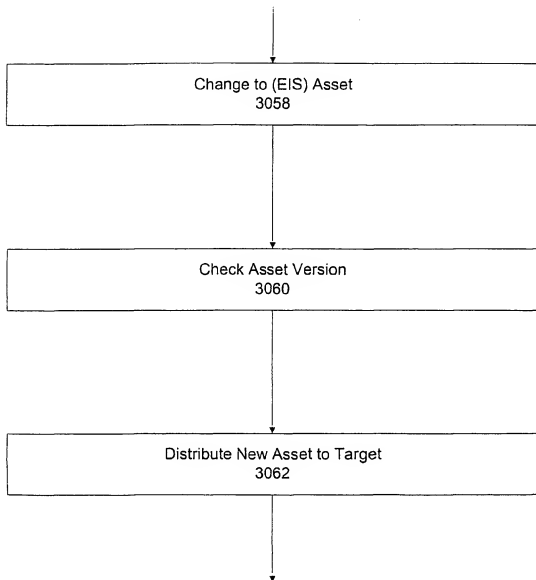 Change to (EIS) Asset
3058
Check Asset Version
3060
Distribute New Asset to Target
3062